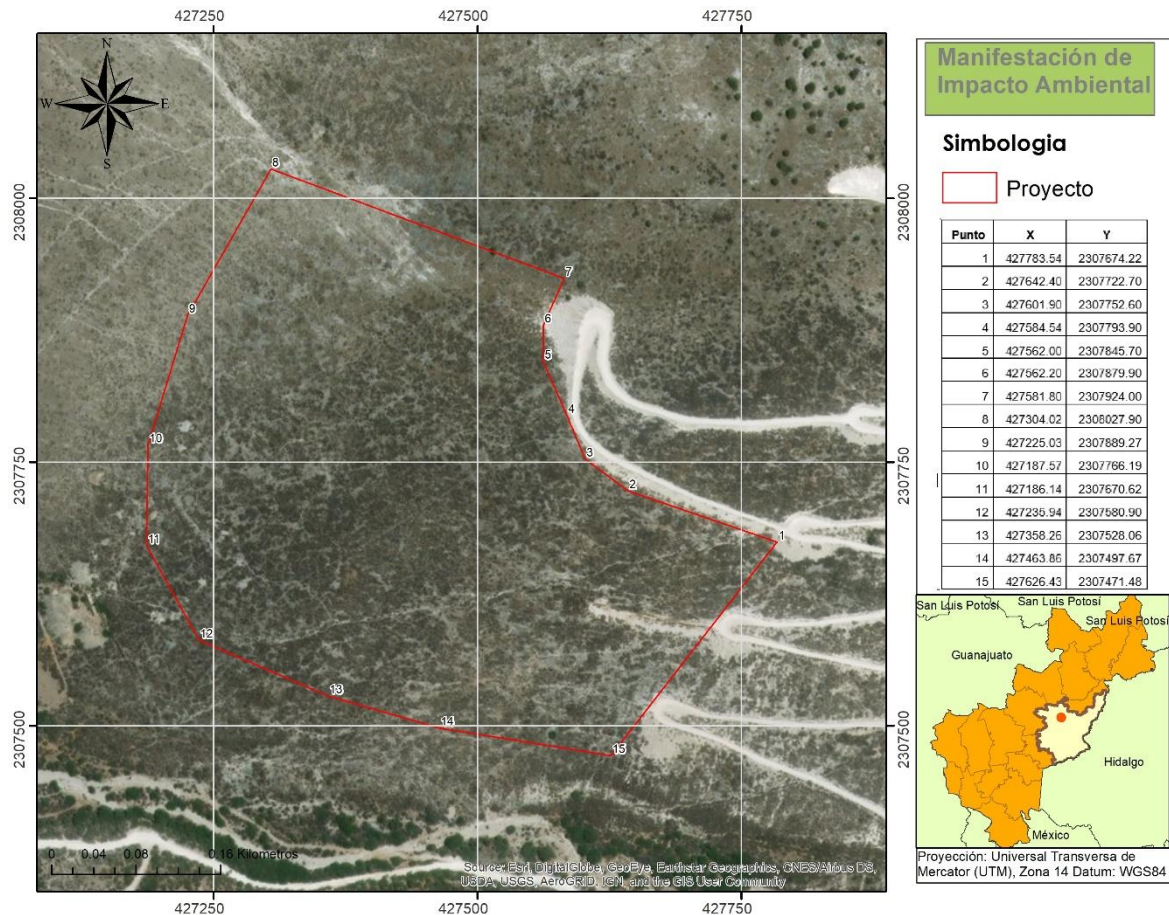 427250 427500 427750
N
W E
S
2308000 2308000
2307750 2307750
2307500 2307500
8
7
9
6
5
4
10
3
2
11
1
12
13
14
15
0 0.04 0.08 0.16 Kilometros
Source: Esri, DigitalGlobe, GeoEye, Earthstar Geographics, CNES/Airbus DS,
USDA, USGS, AeroGRID, IGN, and the GIS User Community
427250 427500 427750
Manifestación de
Impacto Ambiental
Simbologia
Proyecto
Punto X Y
1 427783.54 2307674.22
2 427642.40 2307722.70
3 427601.90 2307752.60
4 427584.54 2307793.90
5 427562.00 2307845.70
6 427562.20 2307879.90
7 427581.80 2307924.00
8 427304.02 2308027.90
9 427225.03 2307889.27
10 427187.57 2307766.19
11 427186.14 2307670.62
12 427235.94 2307580.90
13 427358.26 2307528.06
14 427463.86 2307497.67
15 427626.43 2307471.48
San Luis Potosí San Luis Potosí
San Luis Potosí
Guanajuato
Hidalgo
México
Proyección: Universal Transversa de
Mercator (UTM), Zona 14 Datum: WGS84